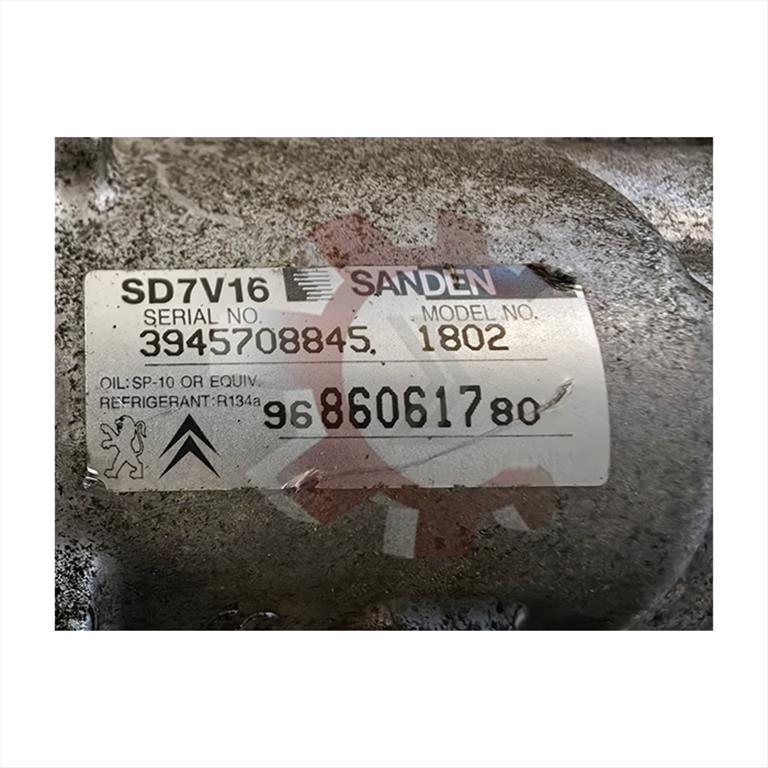 SD7V16 SANDEN
SERIAL NO. MODEL NO.
3945708845. 1802
OIL: SP-10 OR EQUIV.
REFRIGERANT: R134a
9686061780